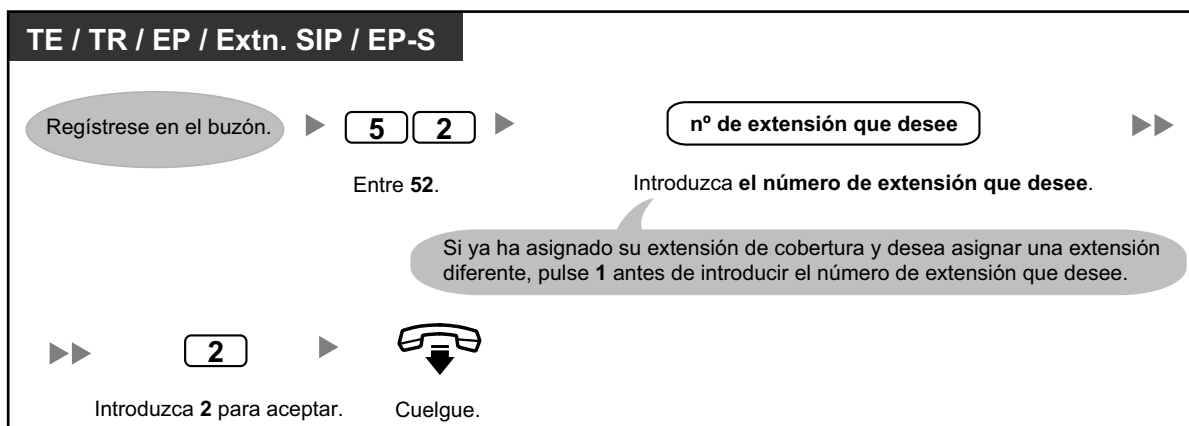 TE / TR / EP / Extn. SIP / EP-S
Regístrese en el buzón.
5 2
nº de extensión que desee
Entre 52.
Introduzca el número de extensión que desee.
Si ya ha asignado su extensión de cobertura y desea asignar una extensión
diferente, pulse 1 antes de introducir el número de extensión que desee.
2
Introduzca 2 para aceptar.
Cuelgue.